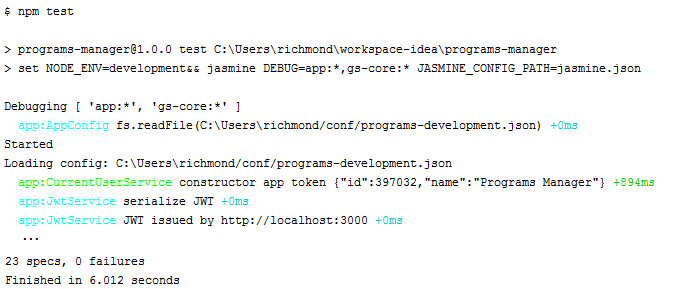 $ npm test
> programs-manager@1.0.0 test C:\Users\richmond\workspace-idea\programs-manager
> set NODE_ENV=development&& jasmine DEBUG=app:*,gs-core:* JASMINE_CONFIG_PATH=jasmine.json
Debugging [ 'app:*', 'gs-core:*' ]
app:AppConfig fs.readFile(C:\Users\richmond/conf/programs-development.json) +0ms
Started
Loading config: C:\Users\richmond/conf/programs-development.json
app:CurrentUserService constructor app token {"id":397032,"name":"Programs Manager"} +894ms
app:JwtService serialize JWT +0ms
app:JwtService JWT issued by http://localhost:3000 +0ms
...
23 specs, 0 failures
Finished in 6.012 seconds